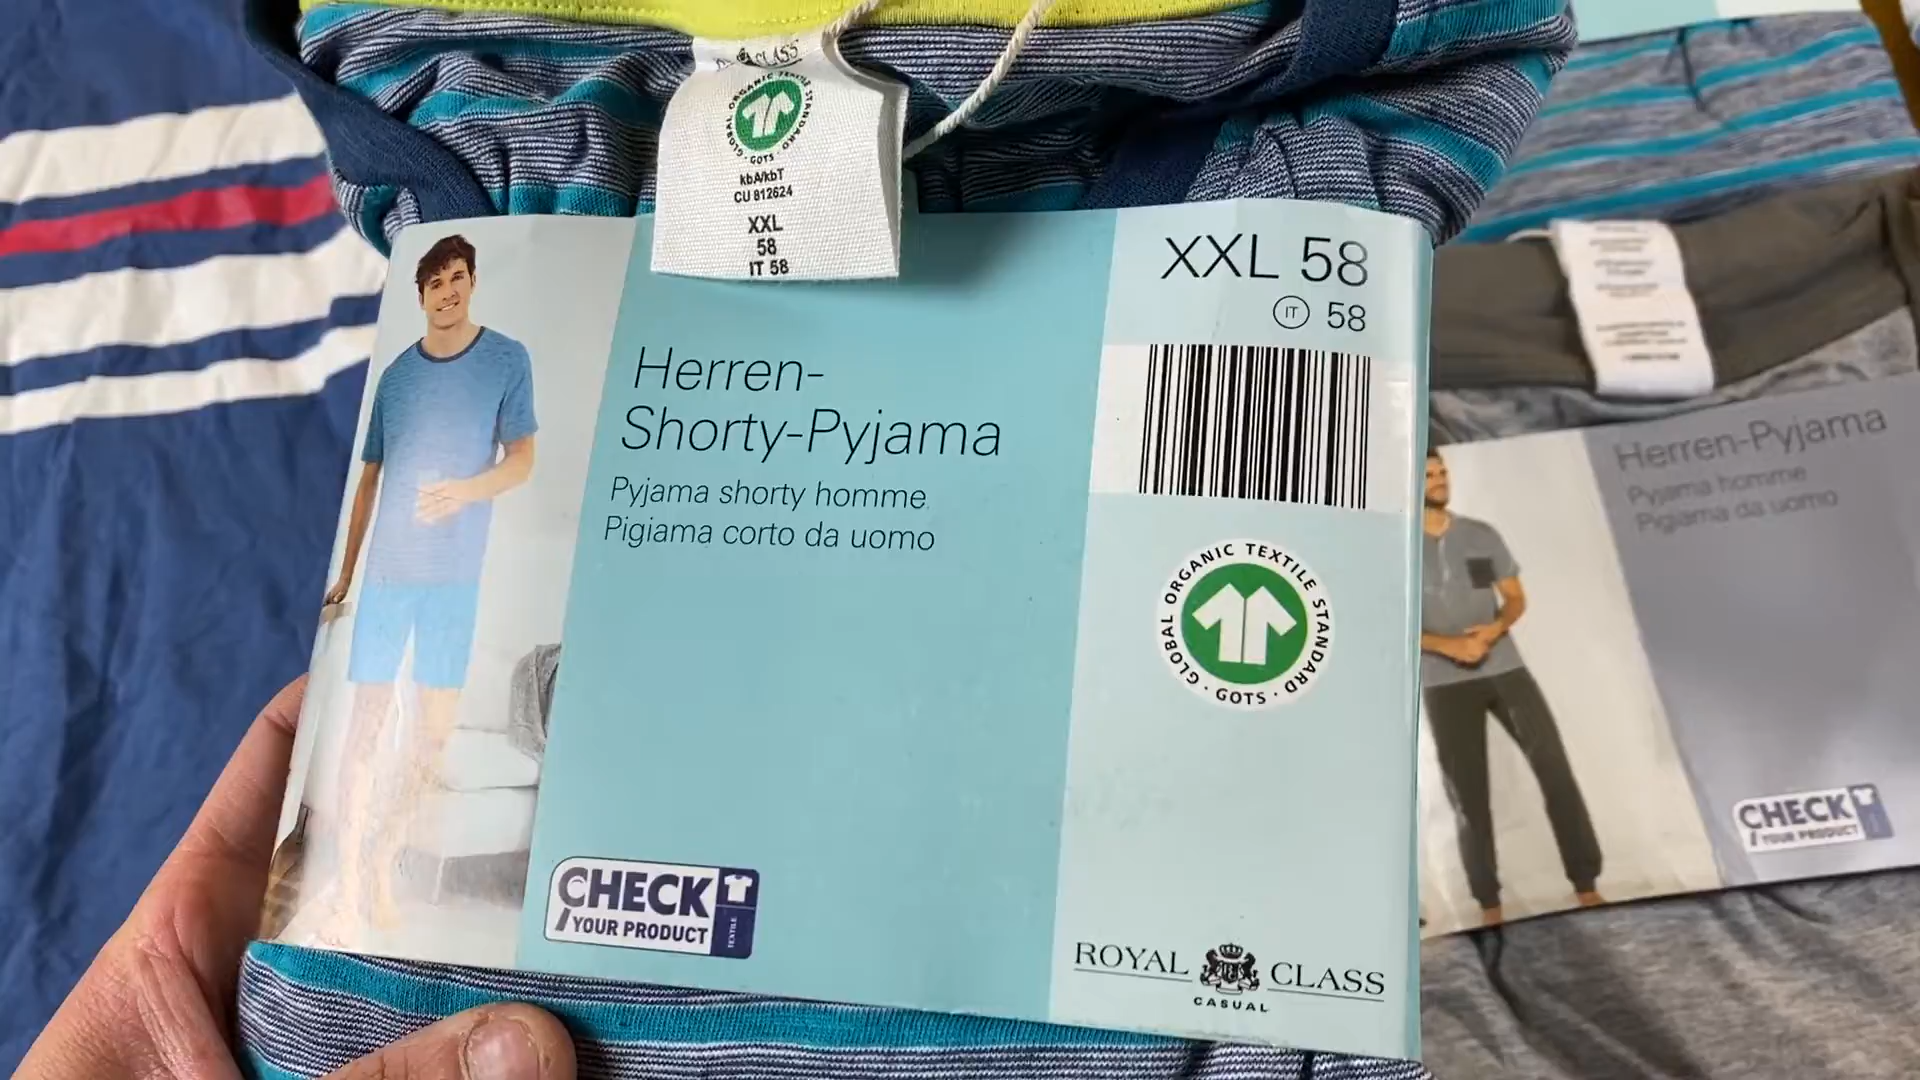 CLASS
GLOBAL ORGANIC TEXTILE STANDARD · GOTS ·
kbA/kbT
CU 812624
XXL
58
IT 58
XXL 58
IT 58
Herren-
Shorty-Pyjama
Pyjama shorty homme
Pigiama corto da uomo
GLOBAL ORGANIC TEXTILE STANDARD · GOTS ·
CHECK
YOUR PRODUCT
TEXTILE
ROYAL CLASS
CASUAL
Herren-Pyjama
Pyjama homme
Pigiama da uomo
CHECK
YOUR PRODUCT